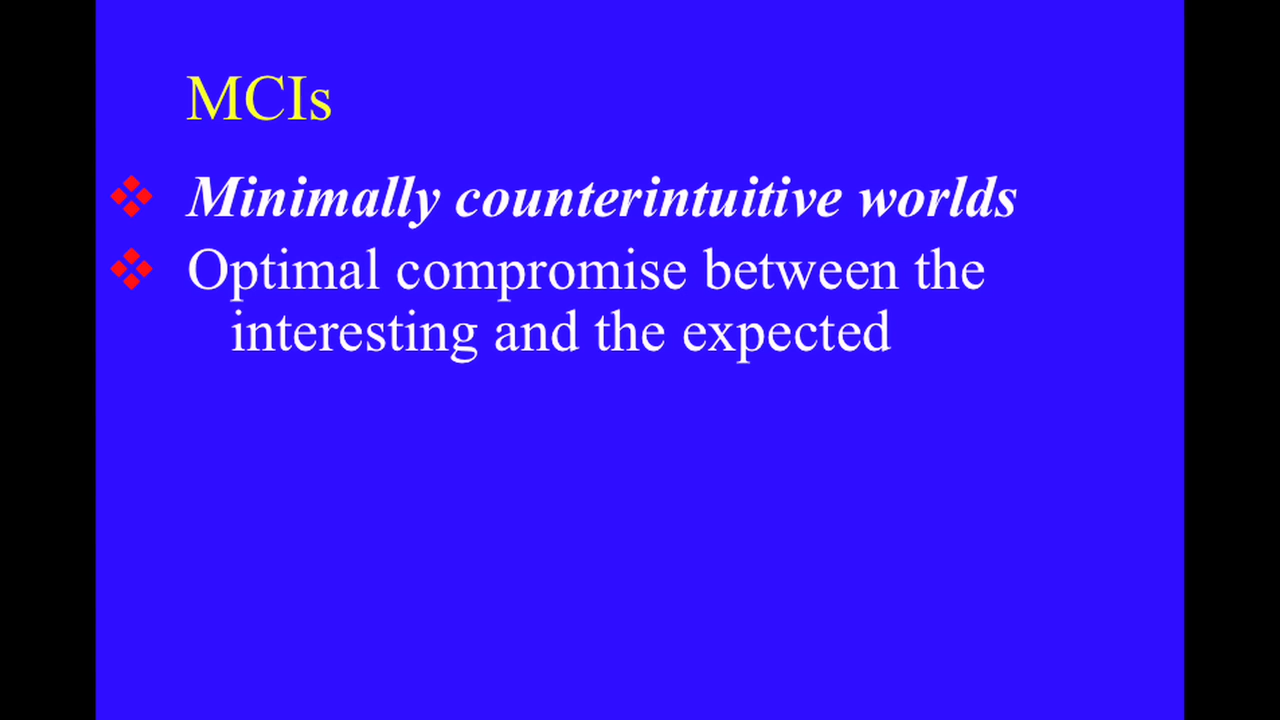 MCIs
Minimally counterintuitive worlds
Optimal compromise between the
interesting and the expected